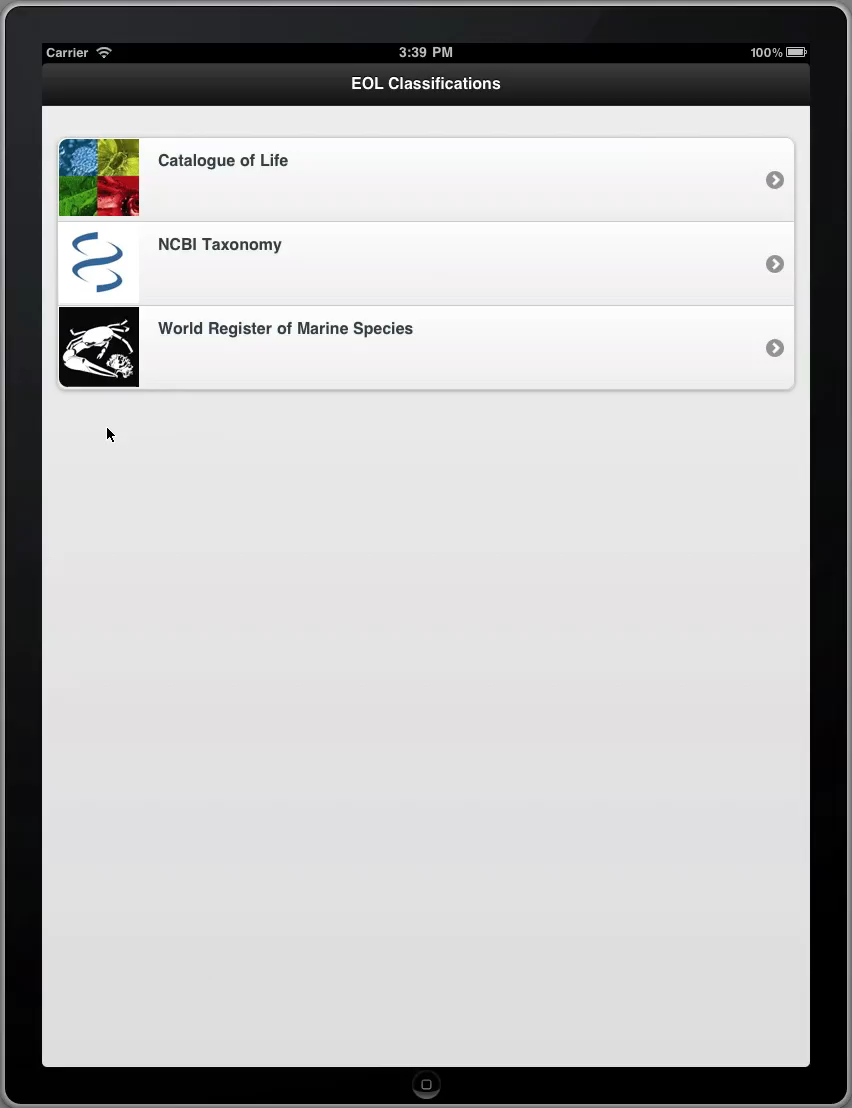 Carrier 3:39 PM 100%
EOL Classifications
Catalogue of Life
NCBI Taxonomy
World Register of Marine Species